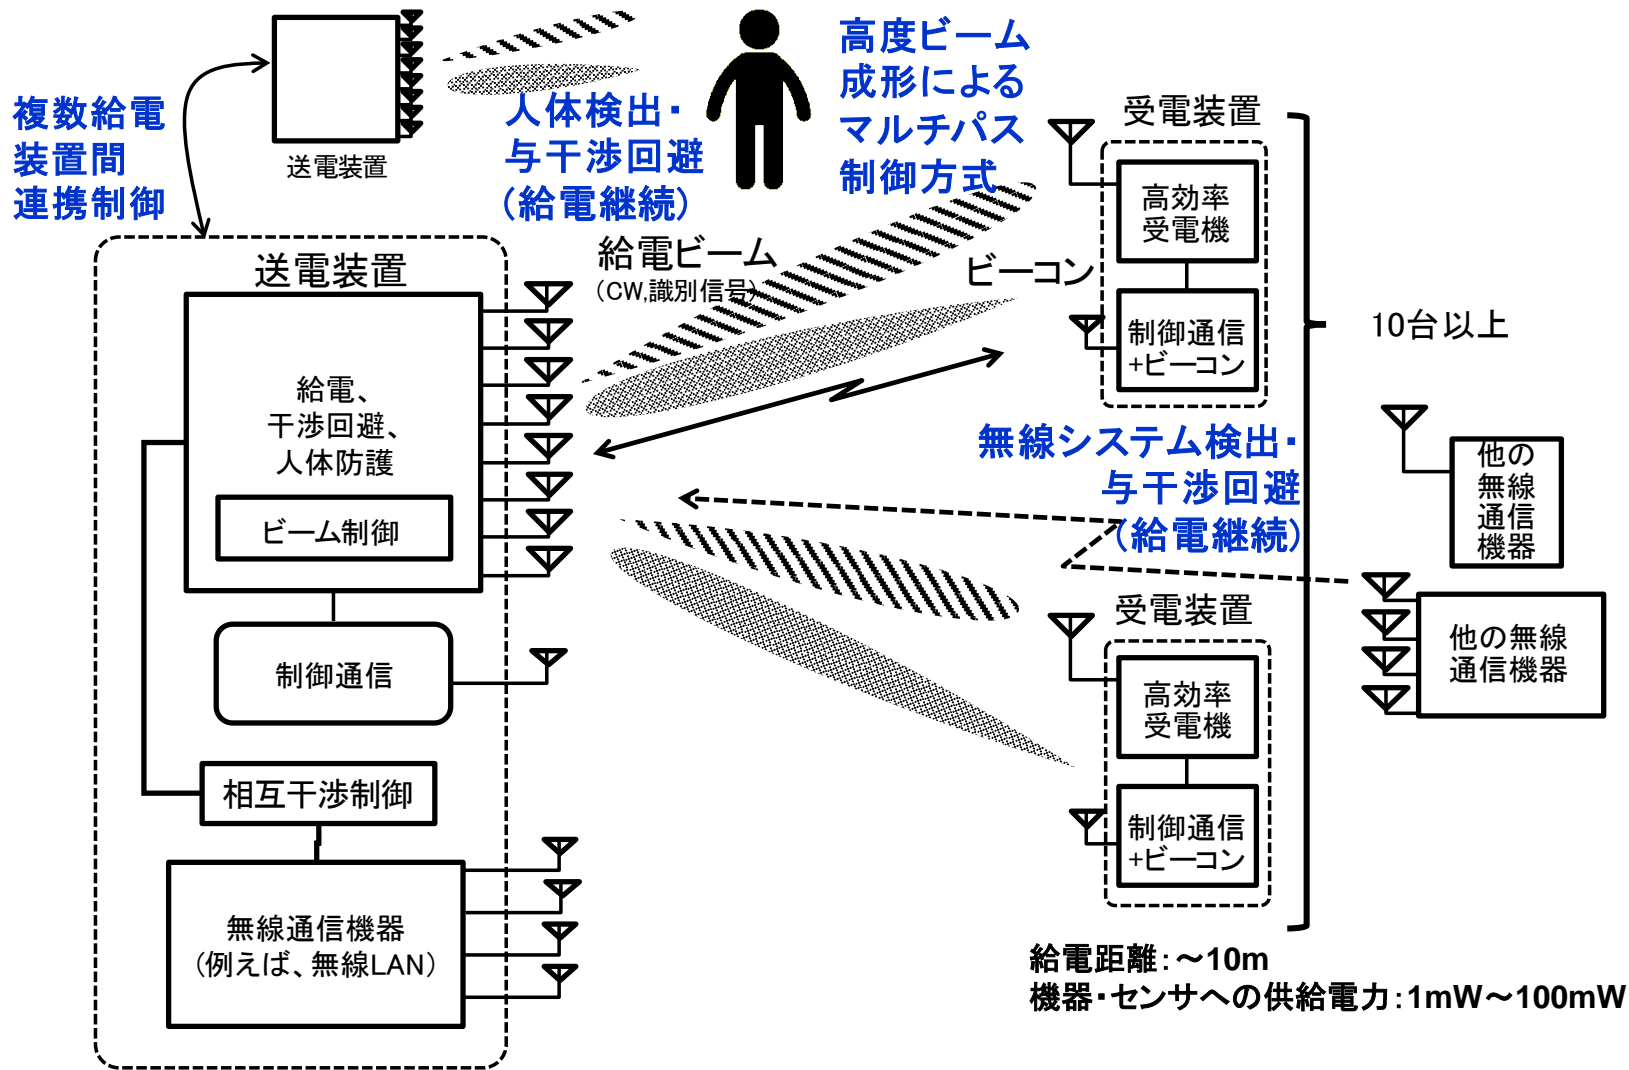 複数給電
装置間
連携制御
送電装置
人体検出・
与干渉回避
(給電継続)
高度ビーム
成形による
マルチパス
制御方式
受電装置
高効率
受電機
制御通信
+ビーコン
10台以上
送電装置
給電ビーム
(CW,識別信号)
ビーコン
給電、
干渉回避、
人体防護
ビーム制御
制御通信
相互干渉制御
無線通信機器
(例えば、無線LAN)
無線システム検出・
与干渉回避
(給電継続)
他の
無線
通信
機器
他の無線
通信機器
受電装置
高効率
受電機
制御通信
+ビーコン
給電距離:～10m
機器・センサへの供給電力:1mW～100mW